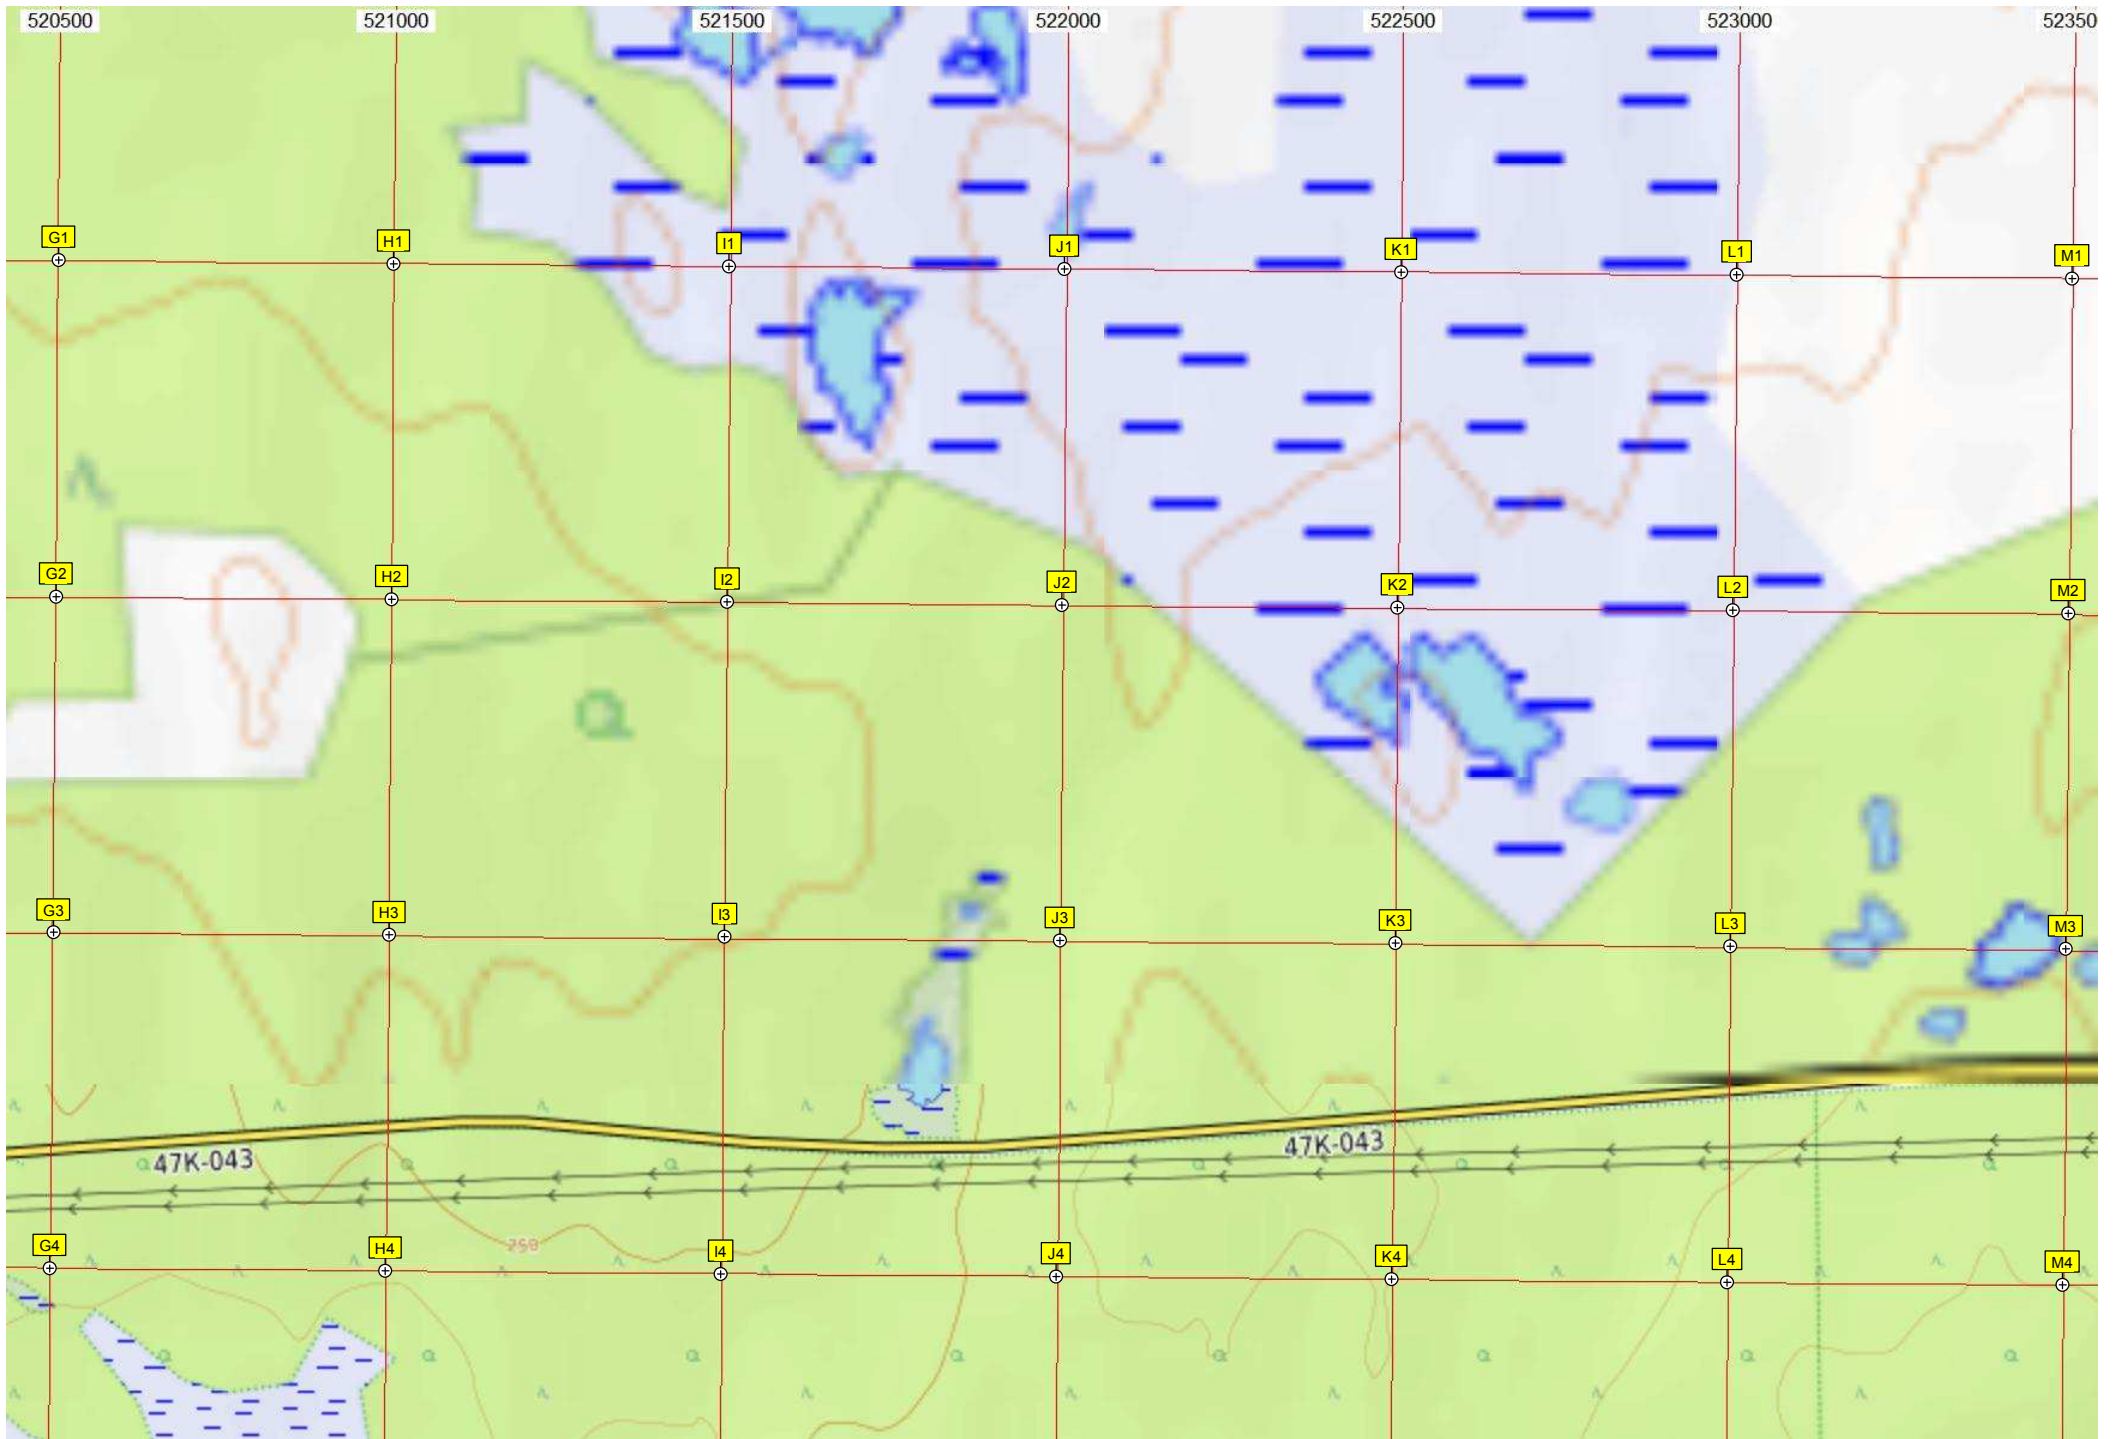 520500 521000 521500 522000 522500 523000 52350
G1 H1 I1 J1 K1 L1 M1
G2 H2 I2 J2 K2 L2 M2
G3 H3 I3 J3 K3 L3 M3
47K-043 47K-043
250
G4 H4 I4 J4 K4 L4 M4